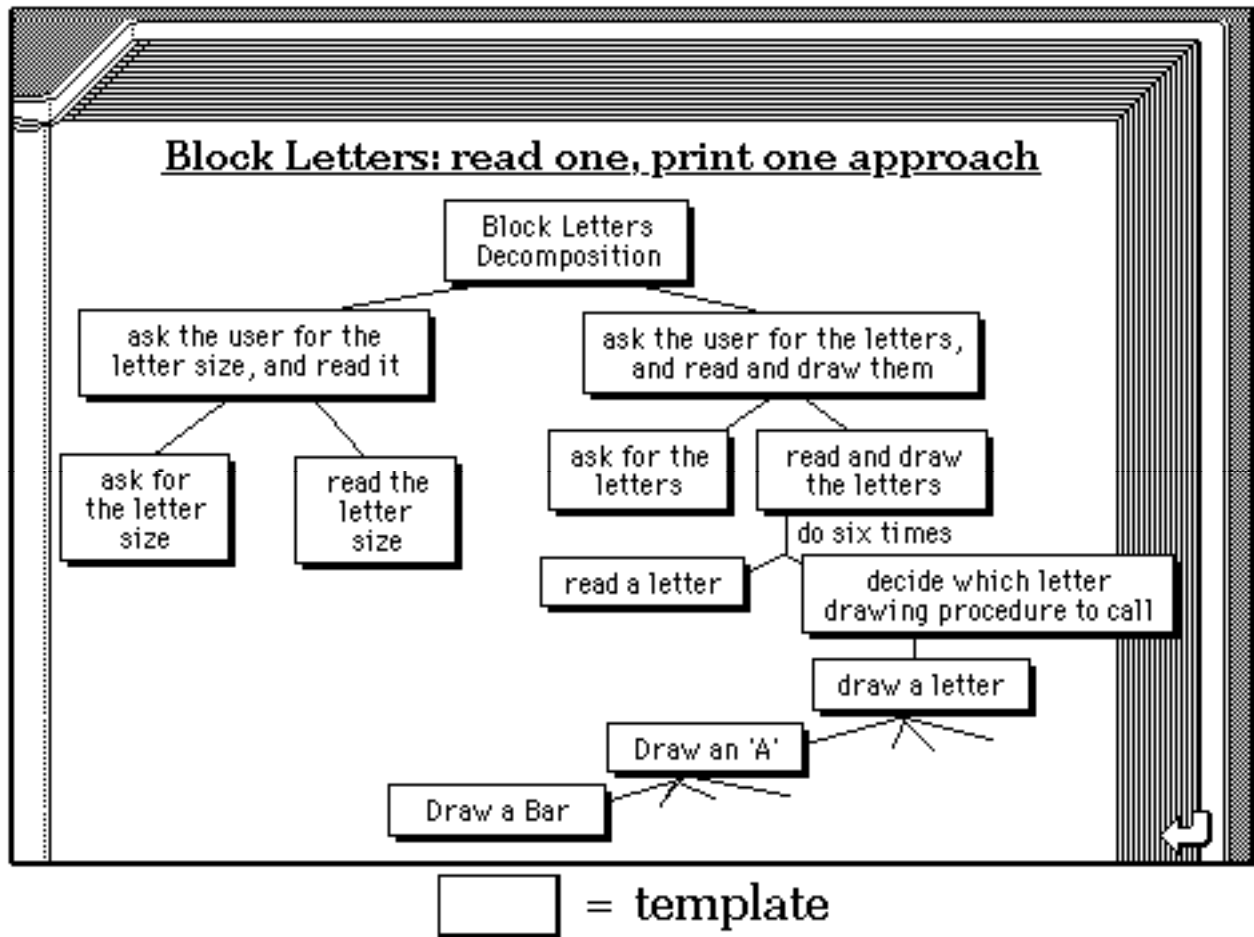 Block Letters: read one, print one approach
Block Letters
Decomposition
ask the user for the
letter size, and read it
ask the user for the letters,
and read and draw them
ask for
the letter
size
read the
letter
size
ask for the
letters
read and draw
the letters
do six times
read a letter
decide which letter
drawing procedure to call
draw a letter
Draw an 'A'
Draw a Bar
= template